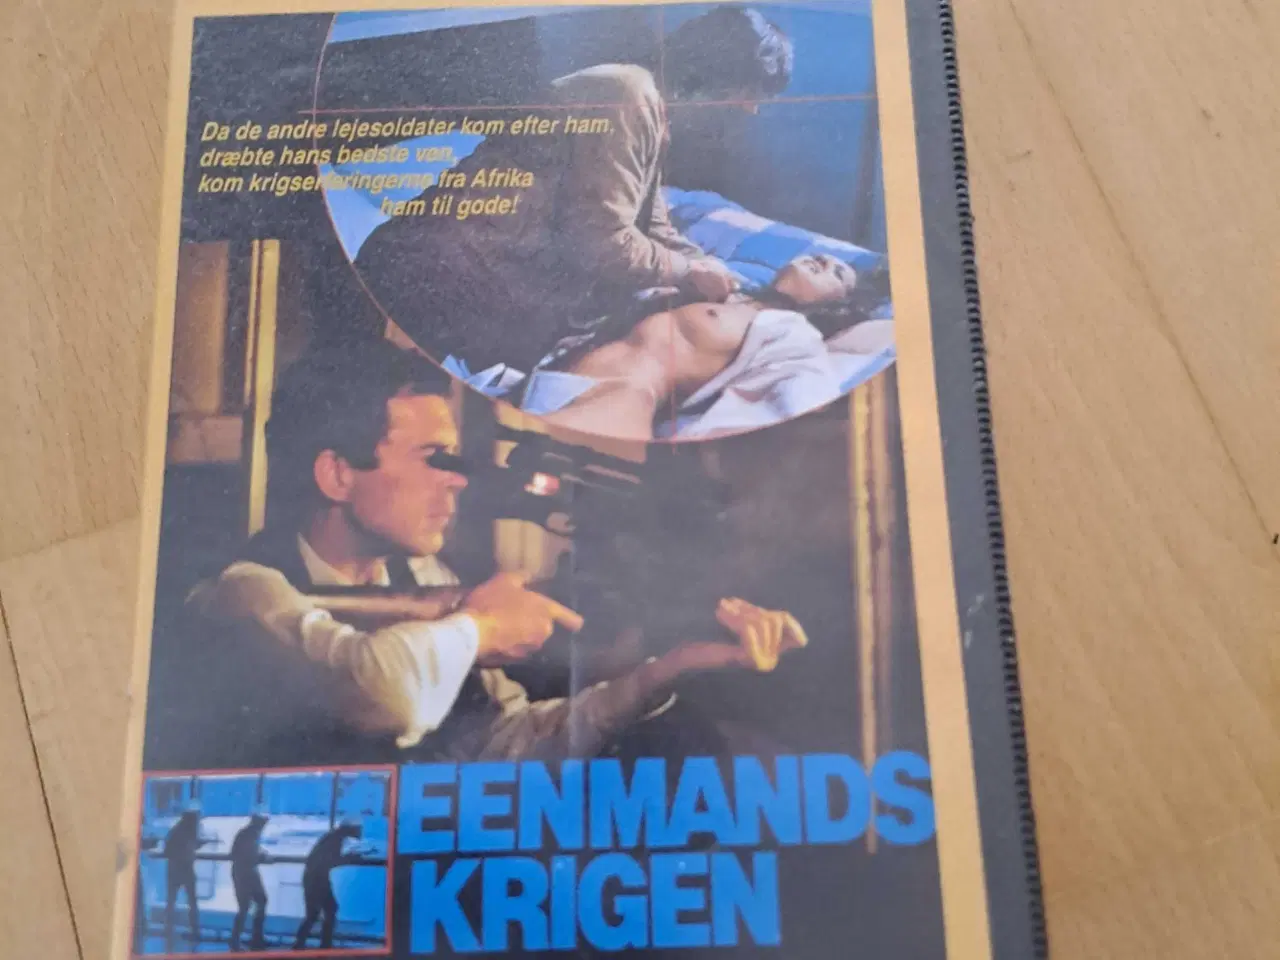 Da de andre lejesoldater kom efter ham,
dræbte hans bedste ven,
kom krigserfaringerne fra Afrika
ham til gode!
EENMANDS
KRIGEN